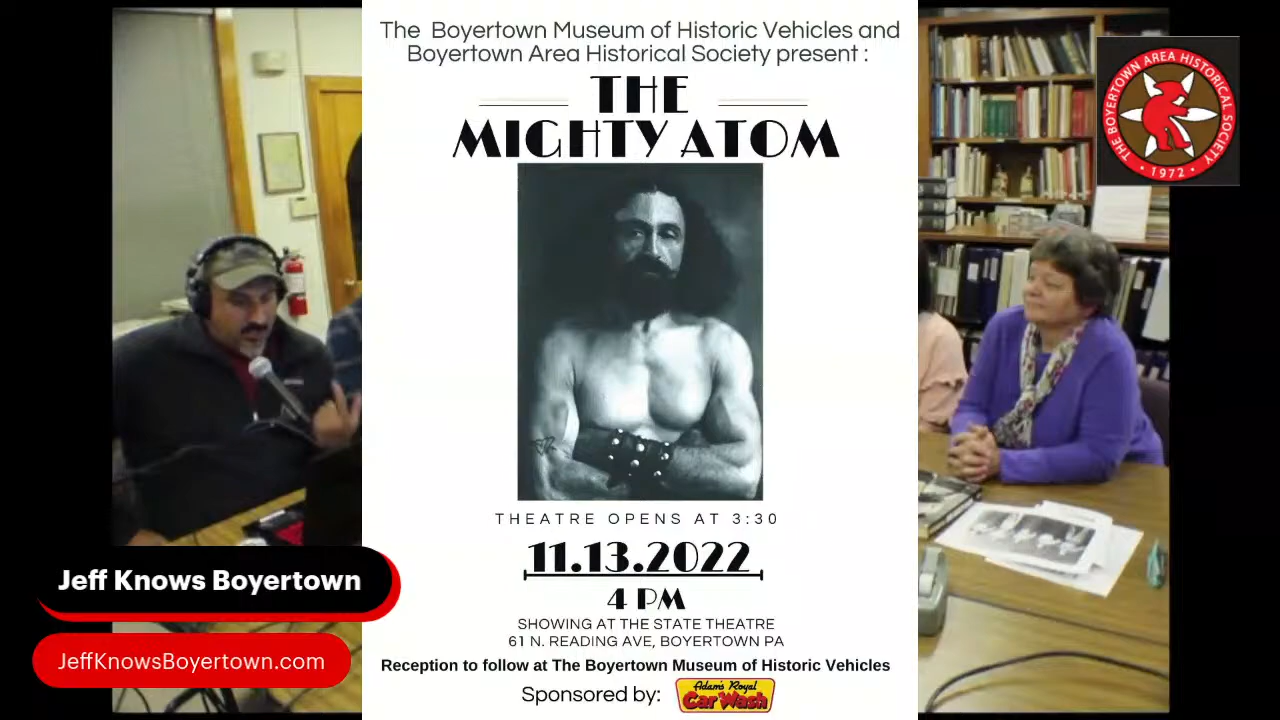 The Boyertown Museum of Historic Vehicles and
Boyertown Area Historical Society present :
THE
MIGHTY ATOM
THEATRE OPENS AT 3:30
11.13.2022
4 PM
SHOWING AT THE STATE THEATRE
61 N. READING AVE, BOYERTOWN PA
Reception to follow at The Boyertown Museum of Historic Vehicles
Sponsored by:
Adam's Royal
Car Wash
THE BOYERTOWN AREA HISTORICAL SOCIETY
• 1972 •
Jeff Knows Boyertown
JeffKnowsBoyertown.com